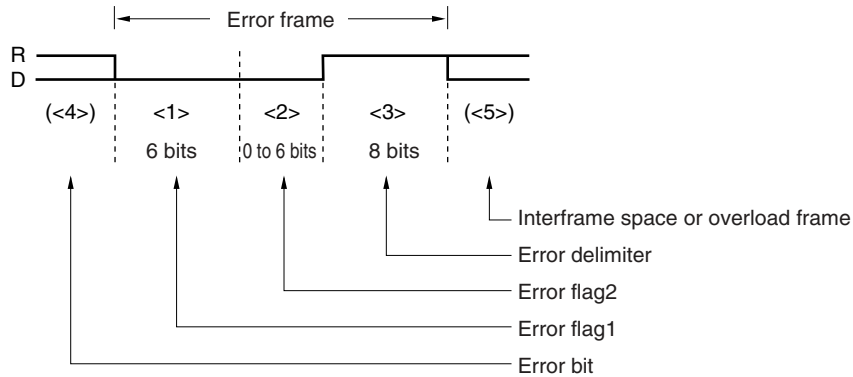 Error frame
R
D
(<4>) <1> <2> <3> (<5>)
6 bits 0 to 6 bits 8 bits
Interframe space or overload frame
Error delimiter
Error flag2
Error flag1
Error bit